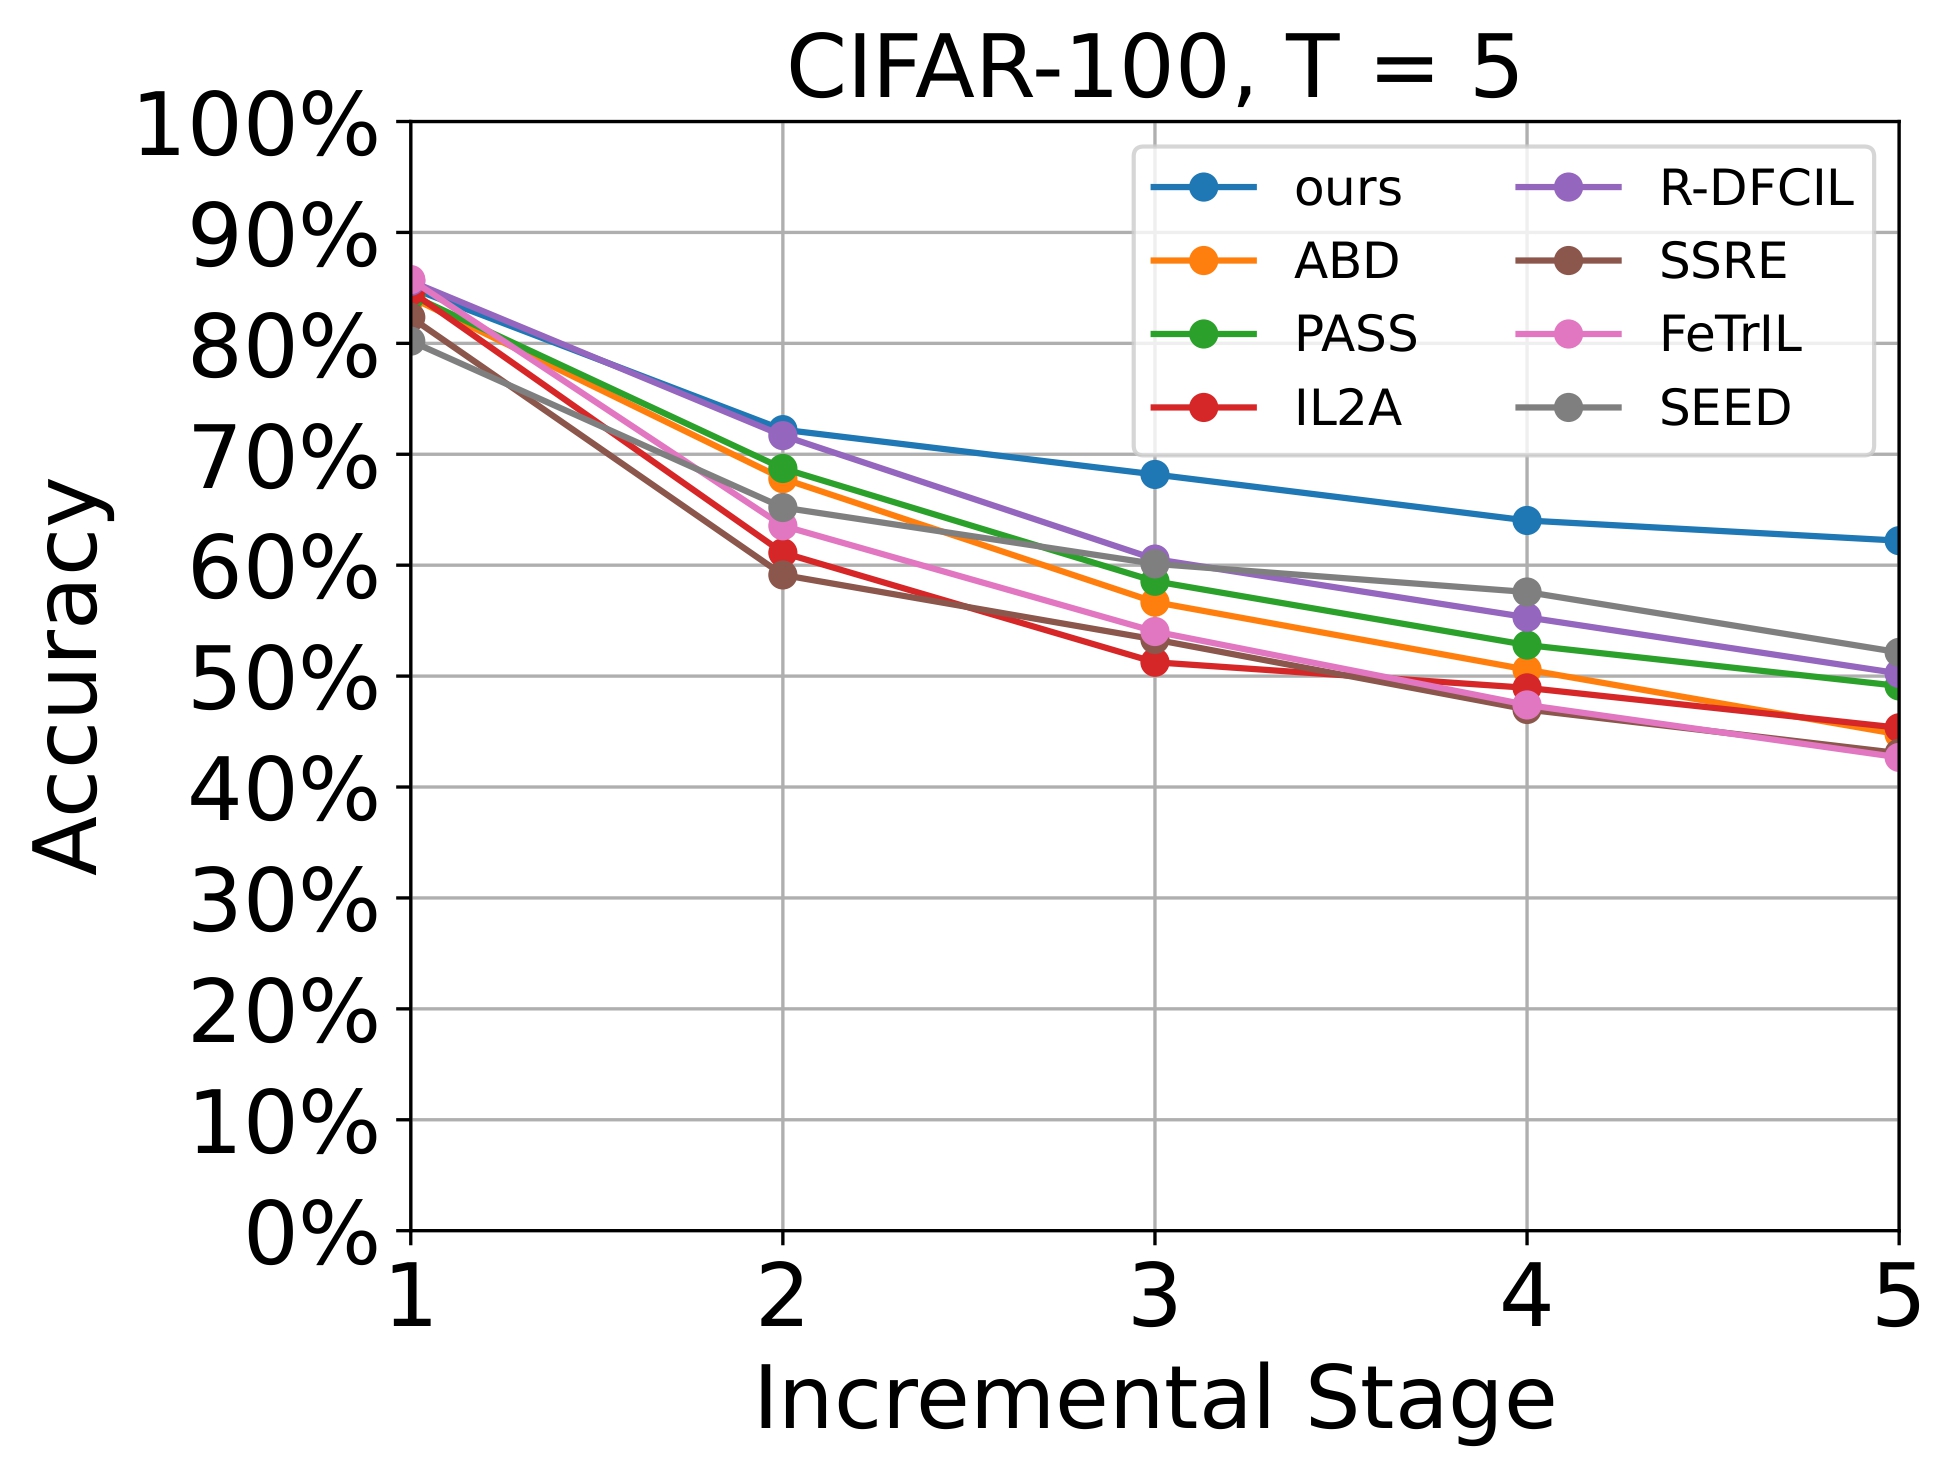 CIFAR-100, T = 5
100%
90%
80%
70%
60%
50%
40%
30%
20%
10%
0%
Accuracy
ours
ABD
PASS
IL2A
R-DFCIL
SSRE
FeTrIL
SEED
1 2 3 4 5
Incremental Stage